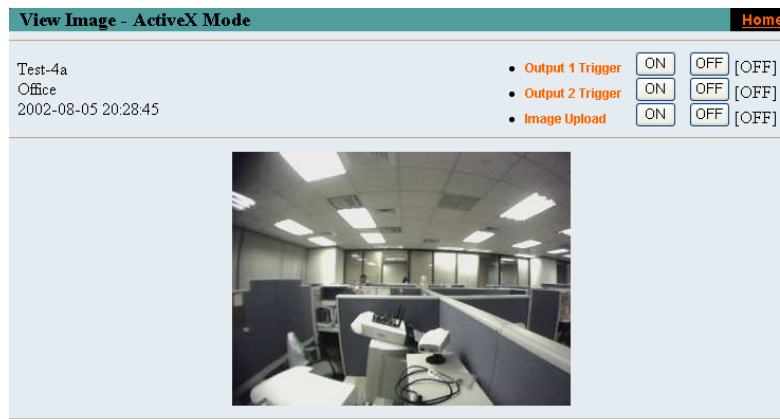 View Image - ActiveX Mode
Home
Test-4a
Office
2002-08-05 20:28:45
Output 1 Trigger ON OFF [OFF]
Output 2 Trigger ON OFF [OFF]
Image Upload ON OFF [OFF]